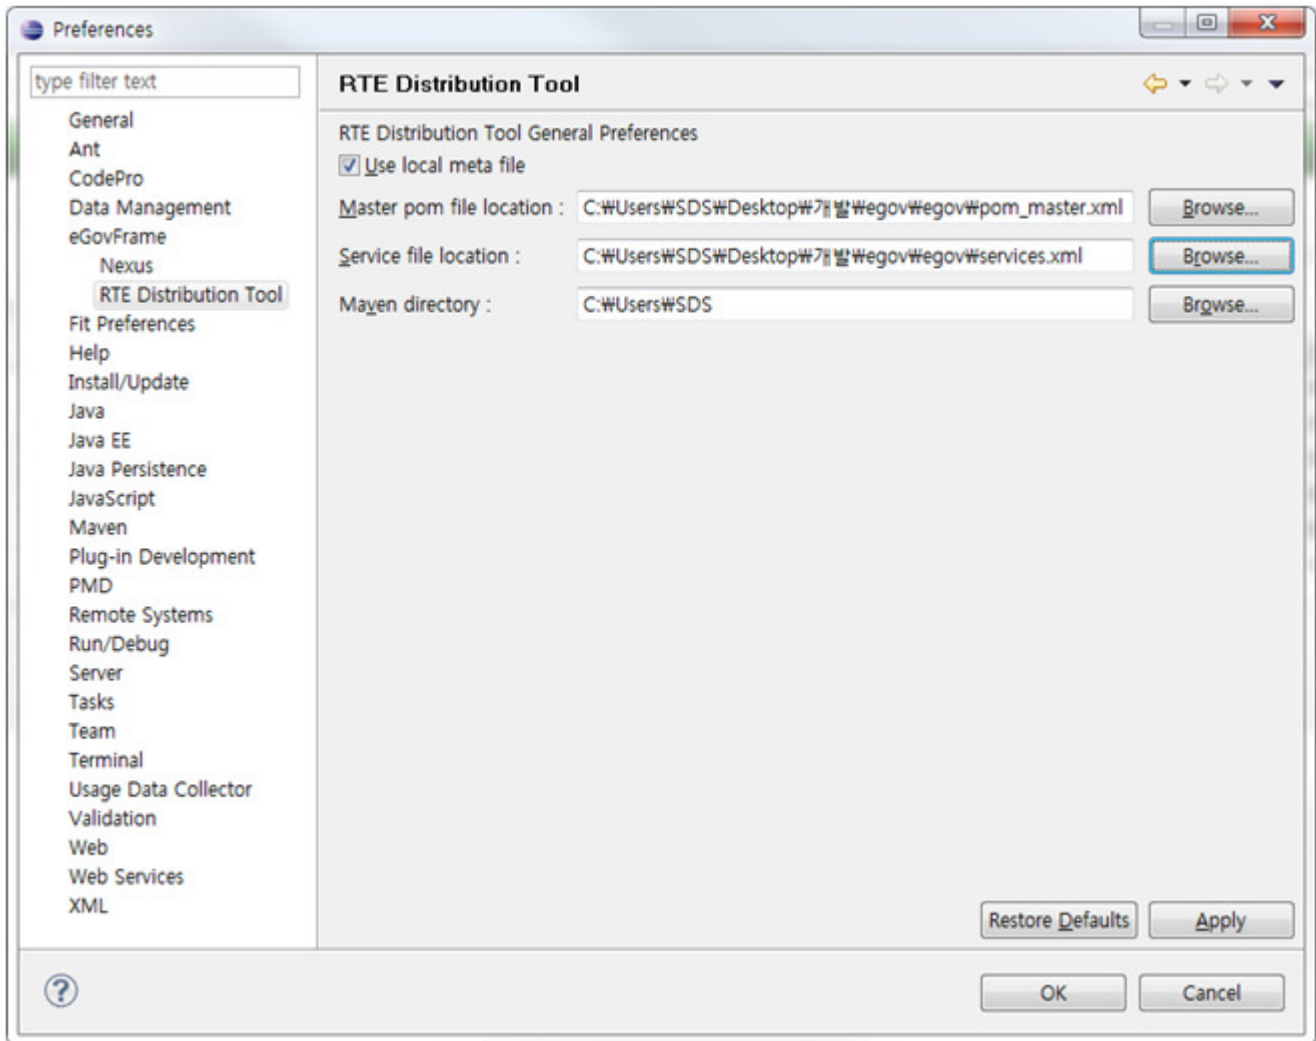 Preferences
type filter text
General
Ant
CodePro
Data Management
eGovFrame
Nexus
RTE Distribution Tool
Fit Preferences
Help
Install/Update
Java
Java EE
Java Persistence
JavaScript
Maven
Plug-in Development
PMD
Remote Systems
Run/Debug
Server
Tasks
Team
Terminal
Usage Data Collector
Validation
Web
Web Services
XML
RTE Distribution Tool
RTE Distribution Tool General Preferences
Use local meta file
Master pom file location : C:₩Users₩SDS₩Desktop₩개발₩egov₩egov₩pom_master.xml Browse...
Service file location : C:₩Users₩SDS₩Desktop₩개발₩egov₩egov₩services.xml Browse...
Maven directory : C:₩Users₩SDS Browse...
Restore Defaults Apply
OK Cancel